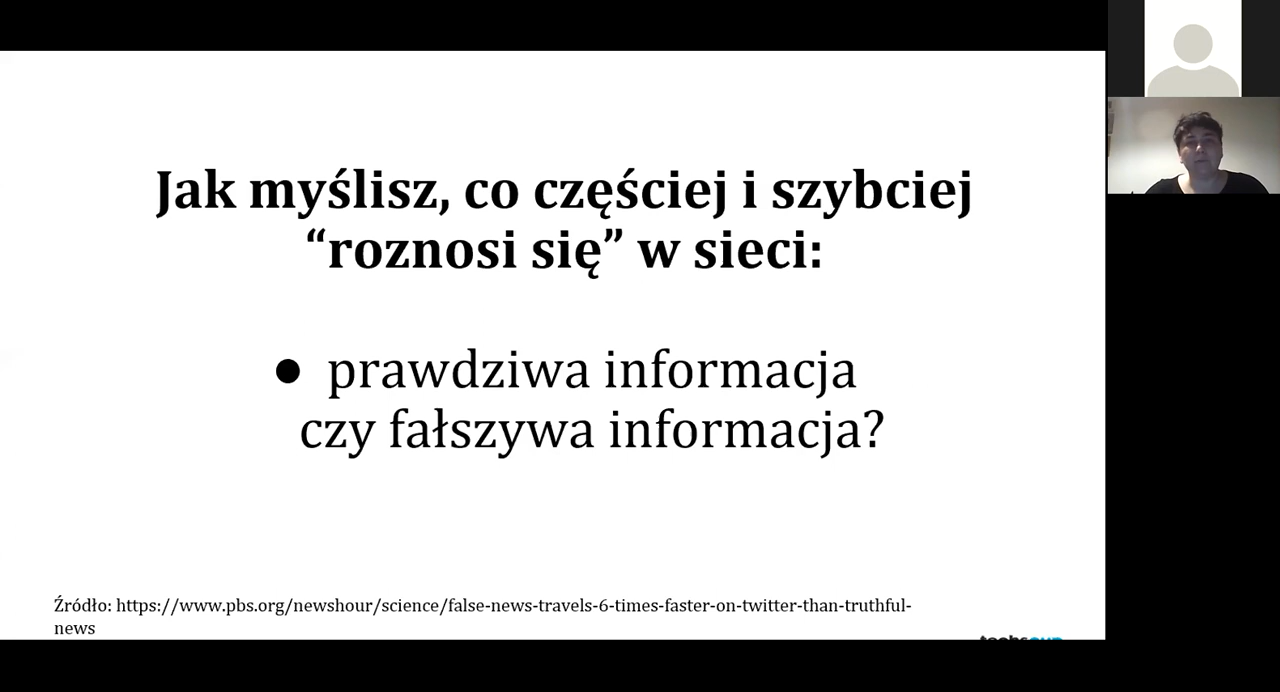 Jak myślisz, co częściej i szybciej
“roznosi się” w sieci:
● prawdziwa informacja
czy fałszywa informacja?
Źródło: https://www.pbs.org/newshour/science/false-news-travels-6-times-faster-on-twitter-than-truthful-
news
techsoup